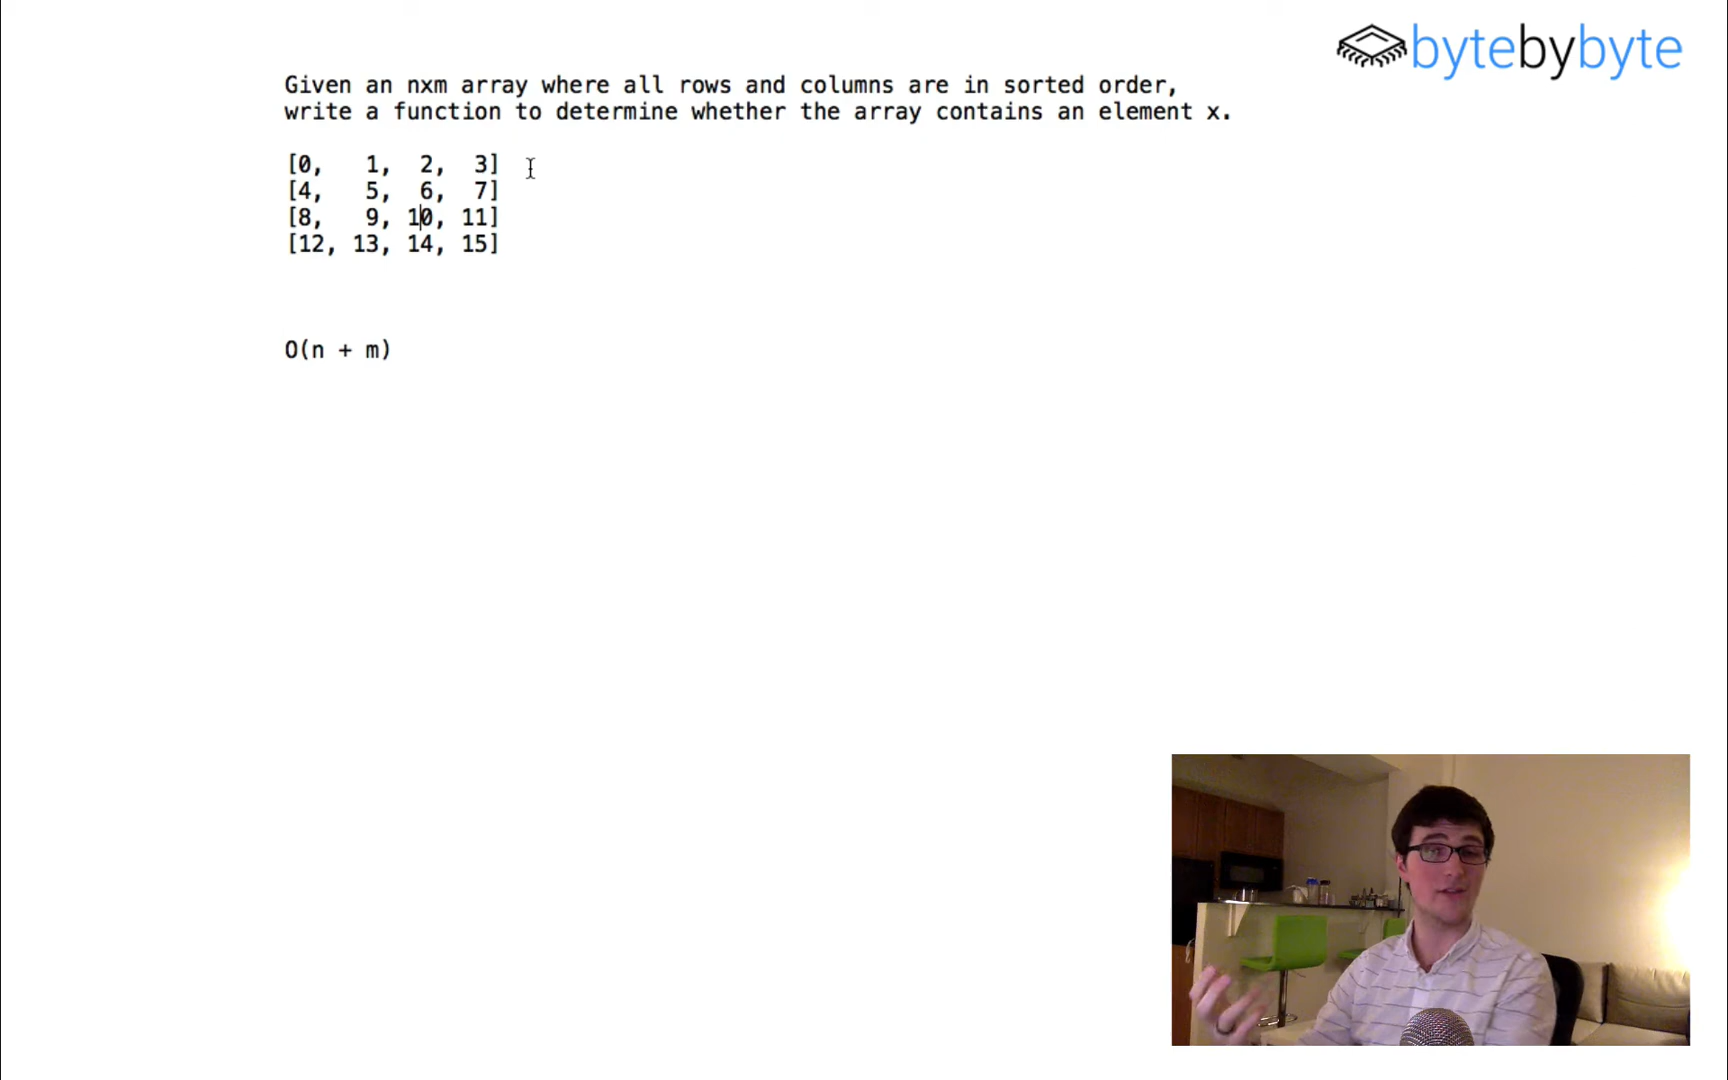 bytebybyte
Given an nxm array where all rows and columns are in sorted order,
write a function to determine whether the array contains an element x.
[0, 1, 2, 3]
[4, 5, 6, 7]
[8, 9, 10, 11]
[12, 13, 14, 15]
O(n + m)